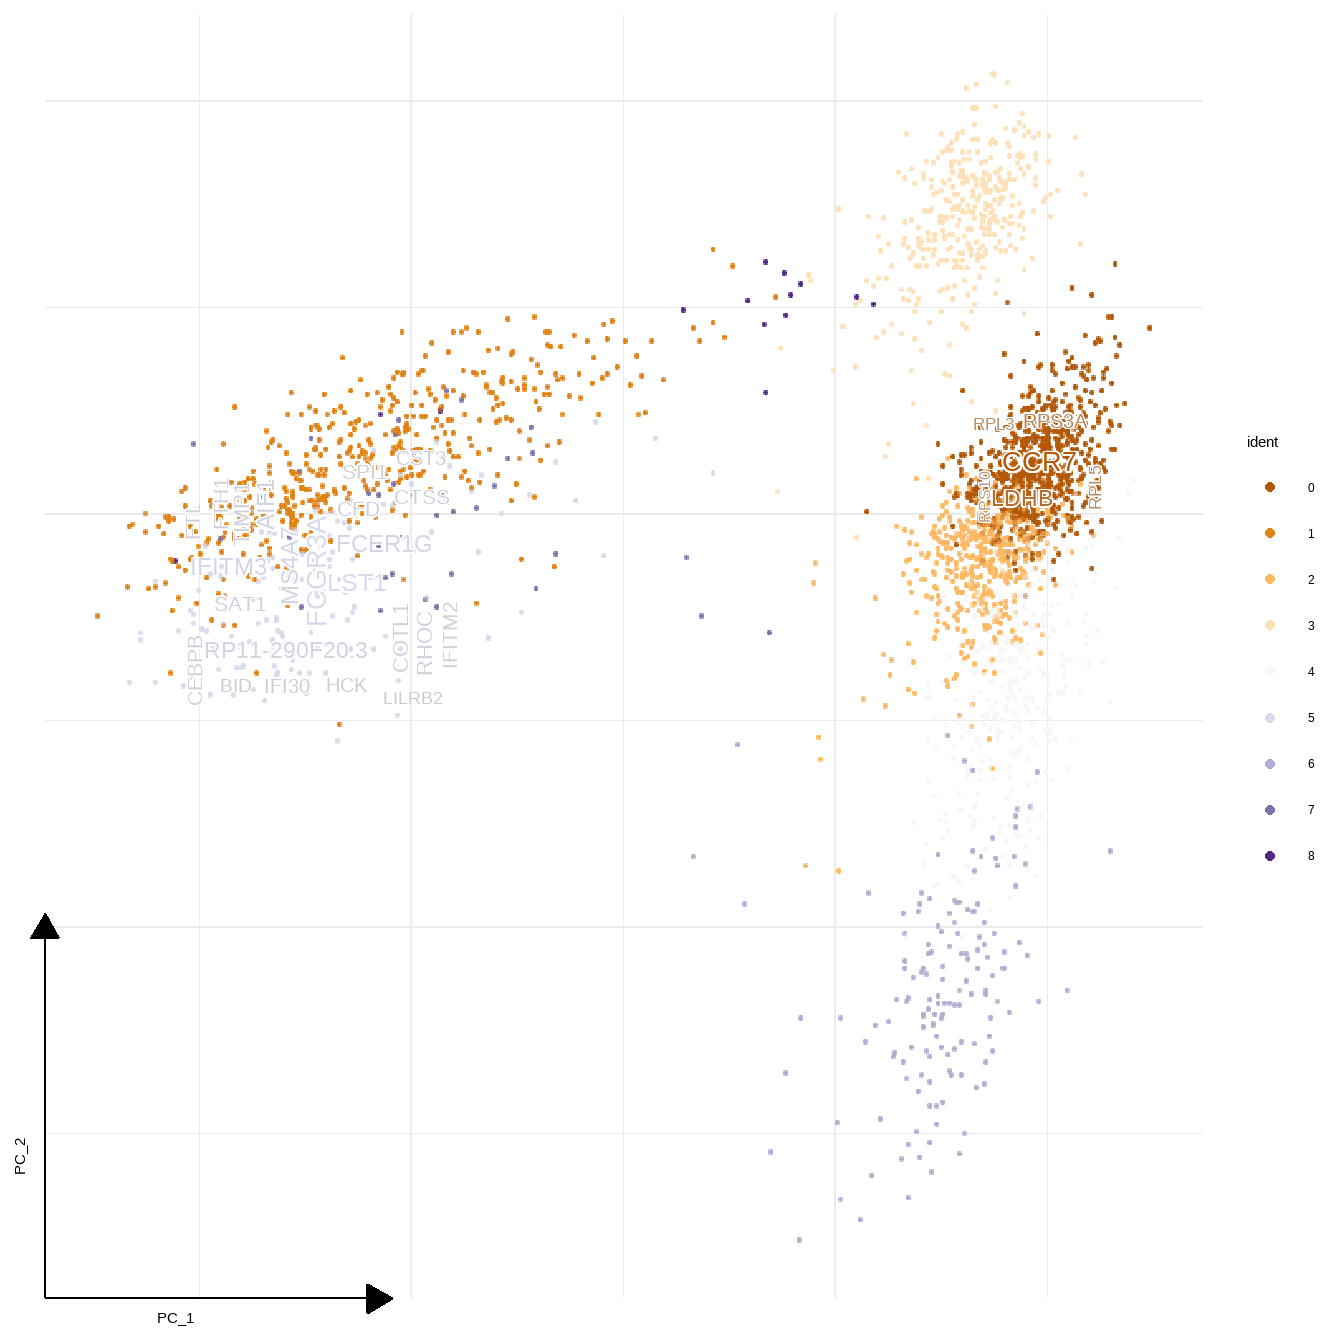 RPL3
RPS3A
CCR7
RPS10
LDHB
RPL5
SPI1
CST3
CTSS
CFD
FTL
FTH1
TIMP1
AIF1
FCER1G
MS4A7
FCGR3A
IFITM3
LST1
SAT1
COTL1
RHOC
IFITM2
CEBPB
RP11-290F20.3
BID
IFI30
HCK
LILRB2
ident
0
1
2
3
4
5
6
7
8
PC_2
PC_1